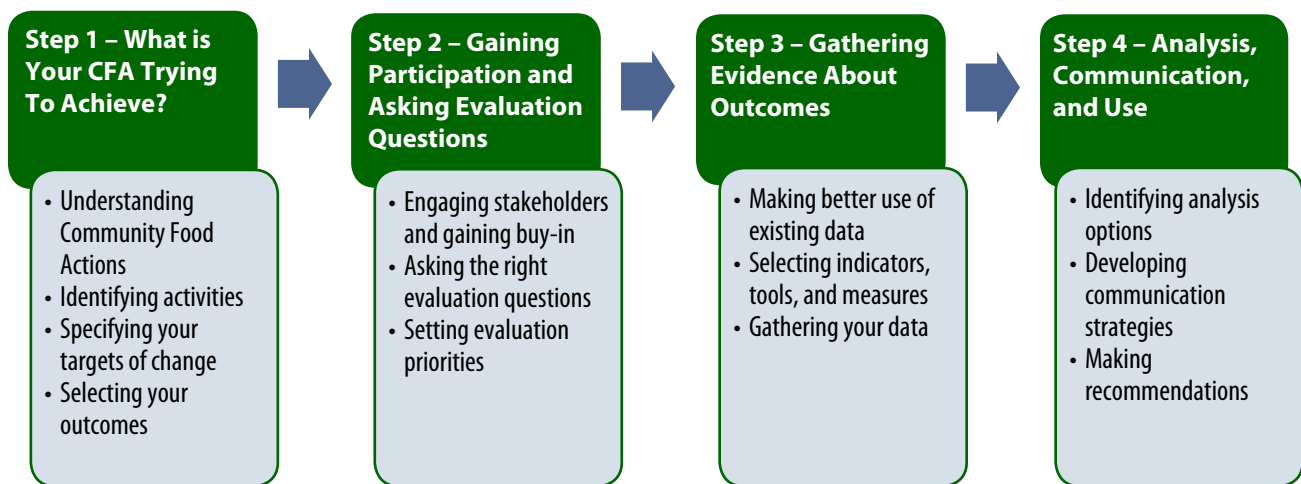 Step 1 – What is
Your CFA Trying
To Achieve?
• Understanding
Community Food
Actions
• Identifying activities
• Specifying your
targets of change
• Selecting your
outcomes
Step 2 – Gaining
Participation and
Asking Evaluation
Questions
• Engaging stakeholders
and gaining buy-in
• Asking the right
evaluation questions
• Setting evaluation
priorities
Step 3 – Gathering
Evidence About
Outcomes
• Making better use of
existing data
• Selecting indicators,
tools, and measures
• Gathering your data
Step 4 – Analysis,
Communication,
and Use
• Identifying analysis
options
• Developing
communication
strategies
• Making
recommendations